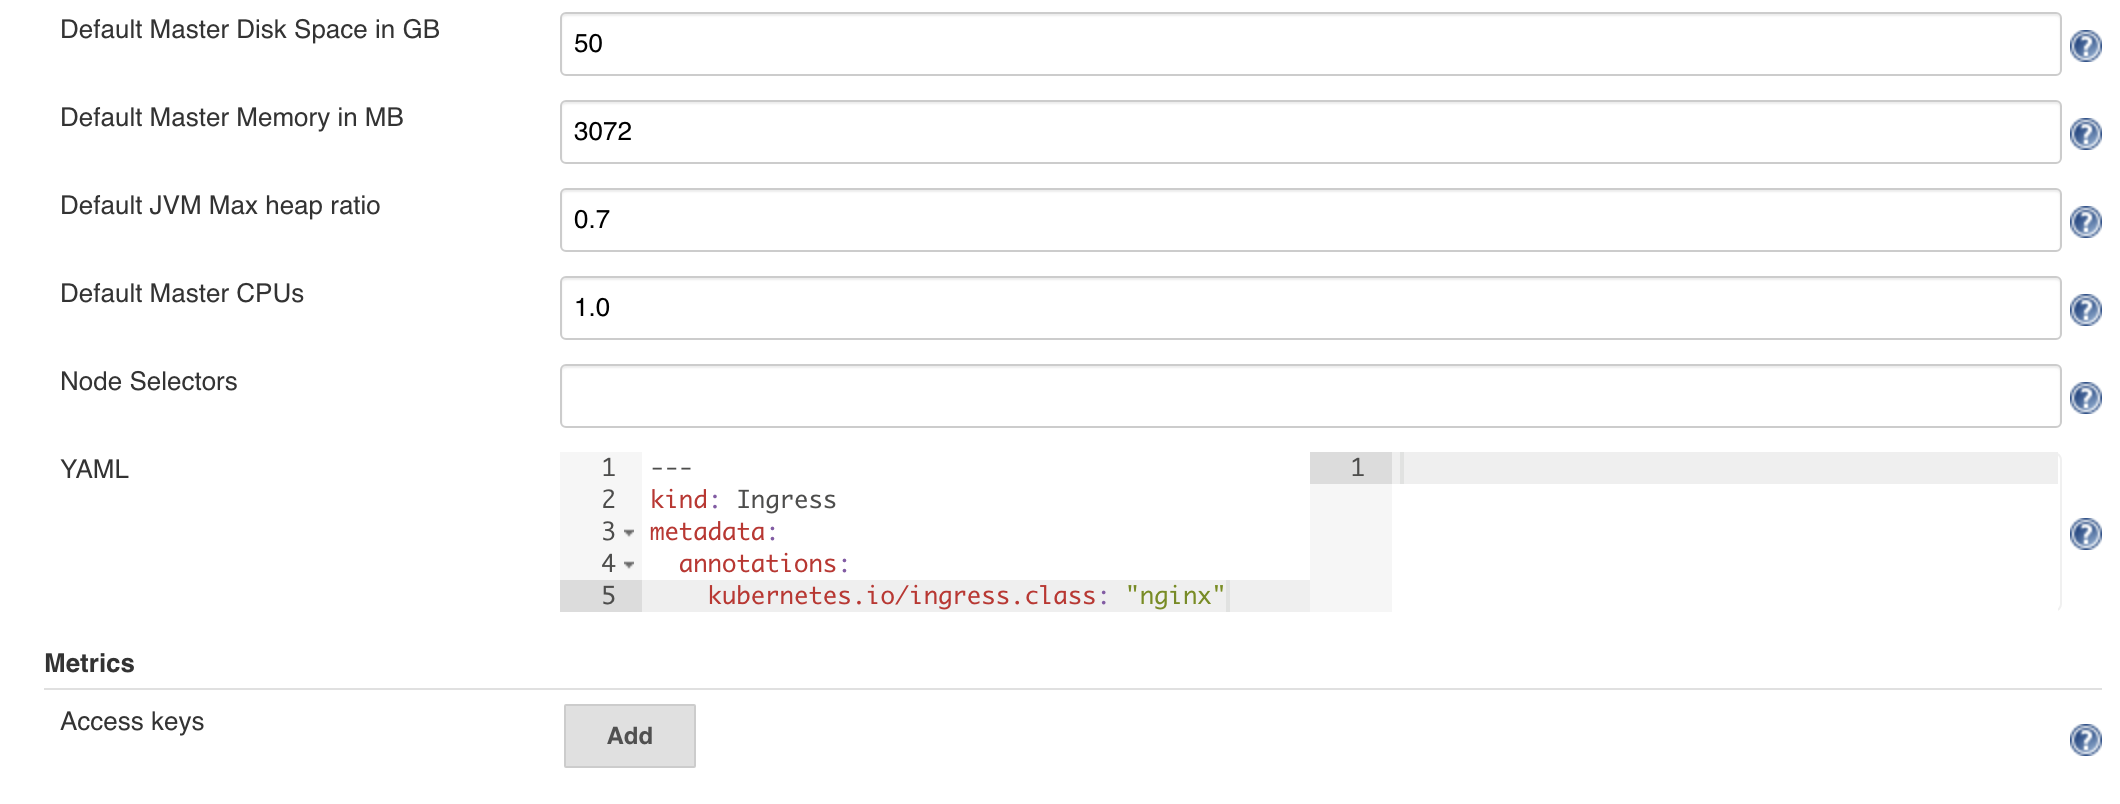 Default Master Disk Space in GB
50
Default Master Memory in MB
3072
Default JVM Max heap ratio
0.7
Default Master CPUs
1.0
Node Selectors
YAML
1 ---
2 kind: Ingress
3 metadata:
4   annotations:
5     kubernetes.io/ingress.class: "nginx"
1
Metrics
Access keys
Add